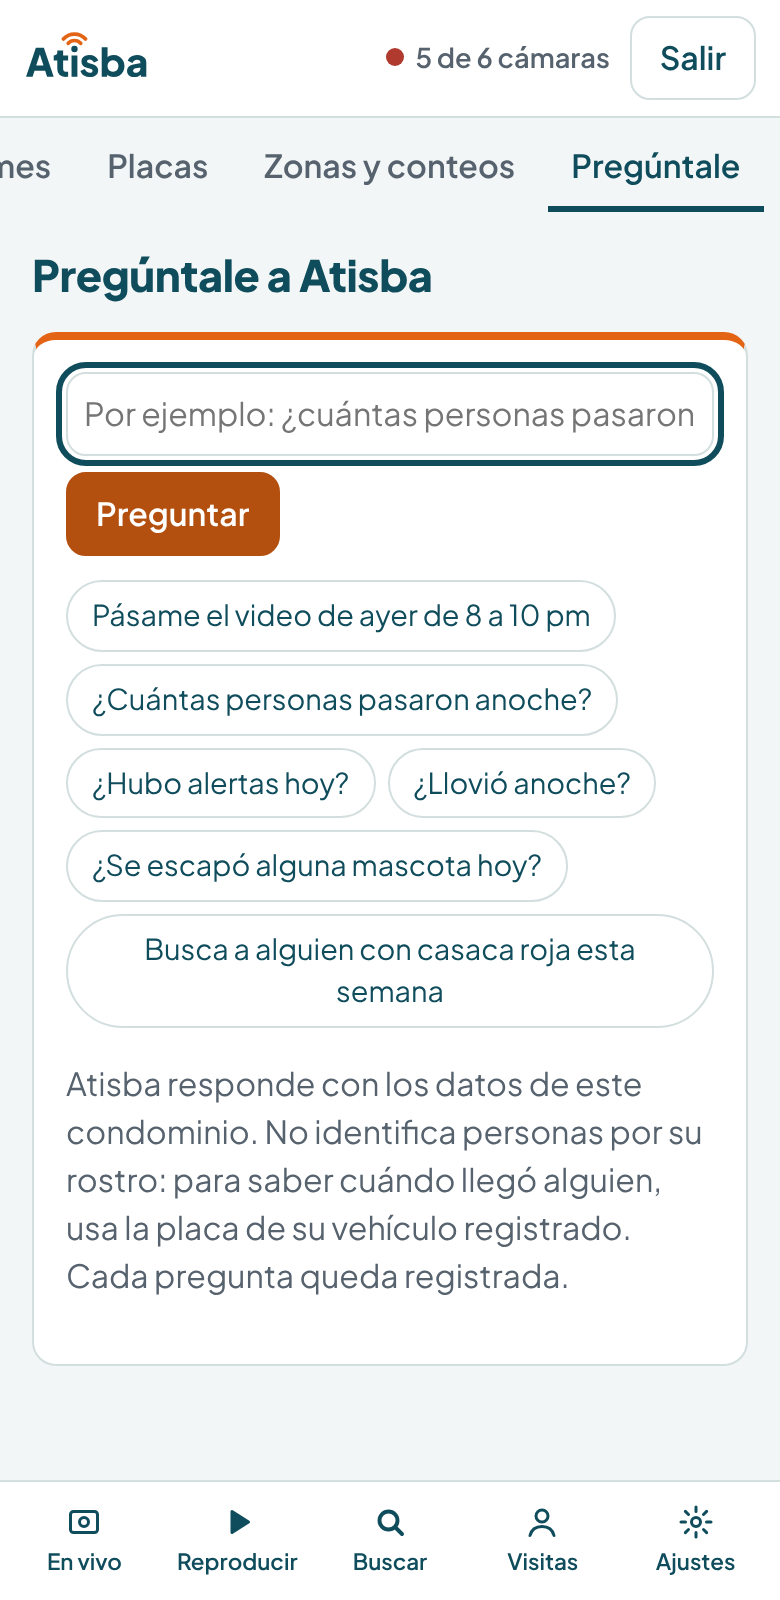 Atisba
5 de 6 cámaras
Salir
mes
Placas
Zonas y conteos
Pregúntale
Pregúntale a Atisba
Por ejemplo: ¿cuántas personas pasaron
Preguntar
Pásame el video de ayer de 8 a 10 pm
¿Cuántas personas pasaron anoche?
¿Hubo alertas hoy?
¿Llovió anoche?
¿Se escapó alguna mascota hoy?
Busca a alguien con casaca roja esta
semana
Atisba responde con los datos de este
condominio. No identifica personas por su
rostro: para saber cuándo llegó alguien,
usa la placa de su vehículo registrado.
Cada pregunta queda registrada.
En vivo
Reproducir
Buscar
Visitas
Ajustes